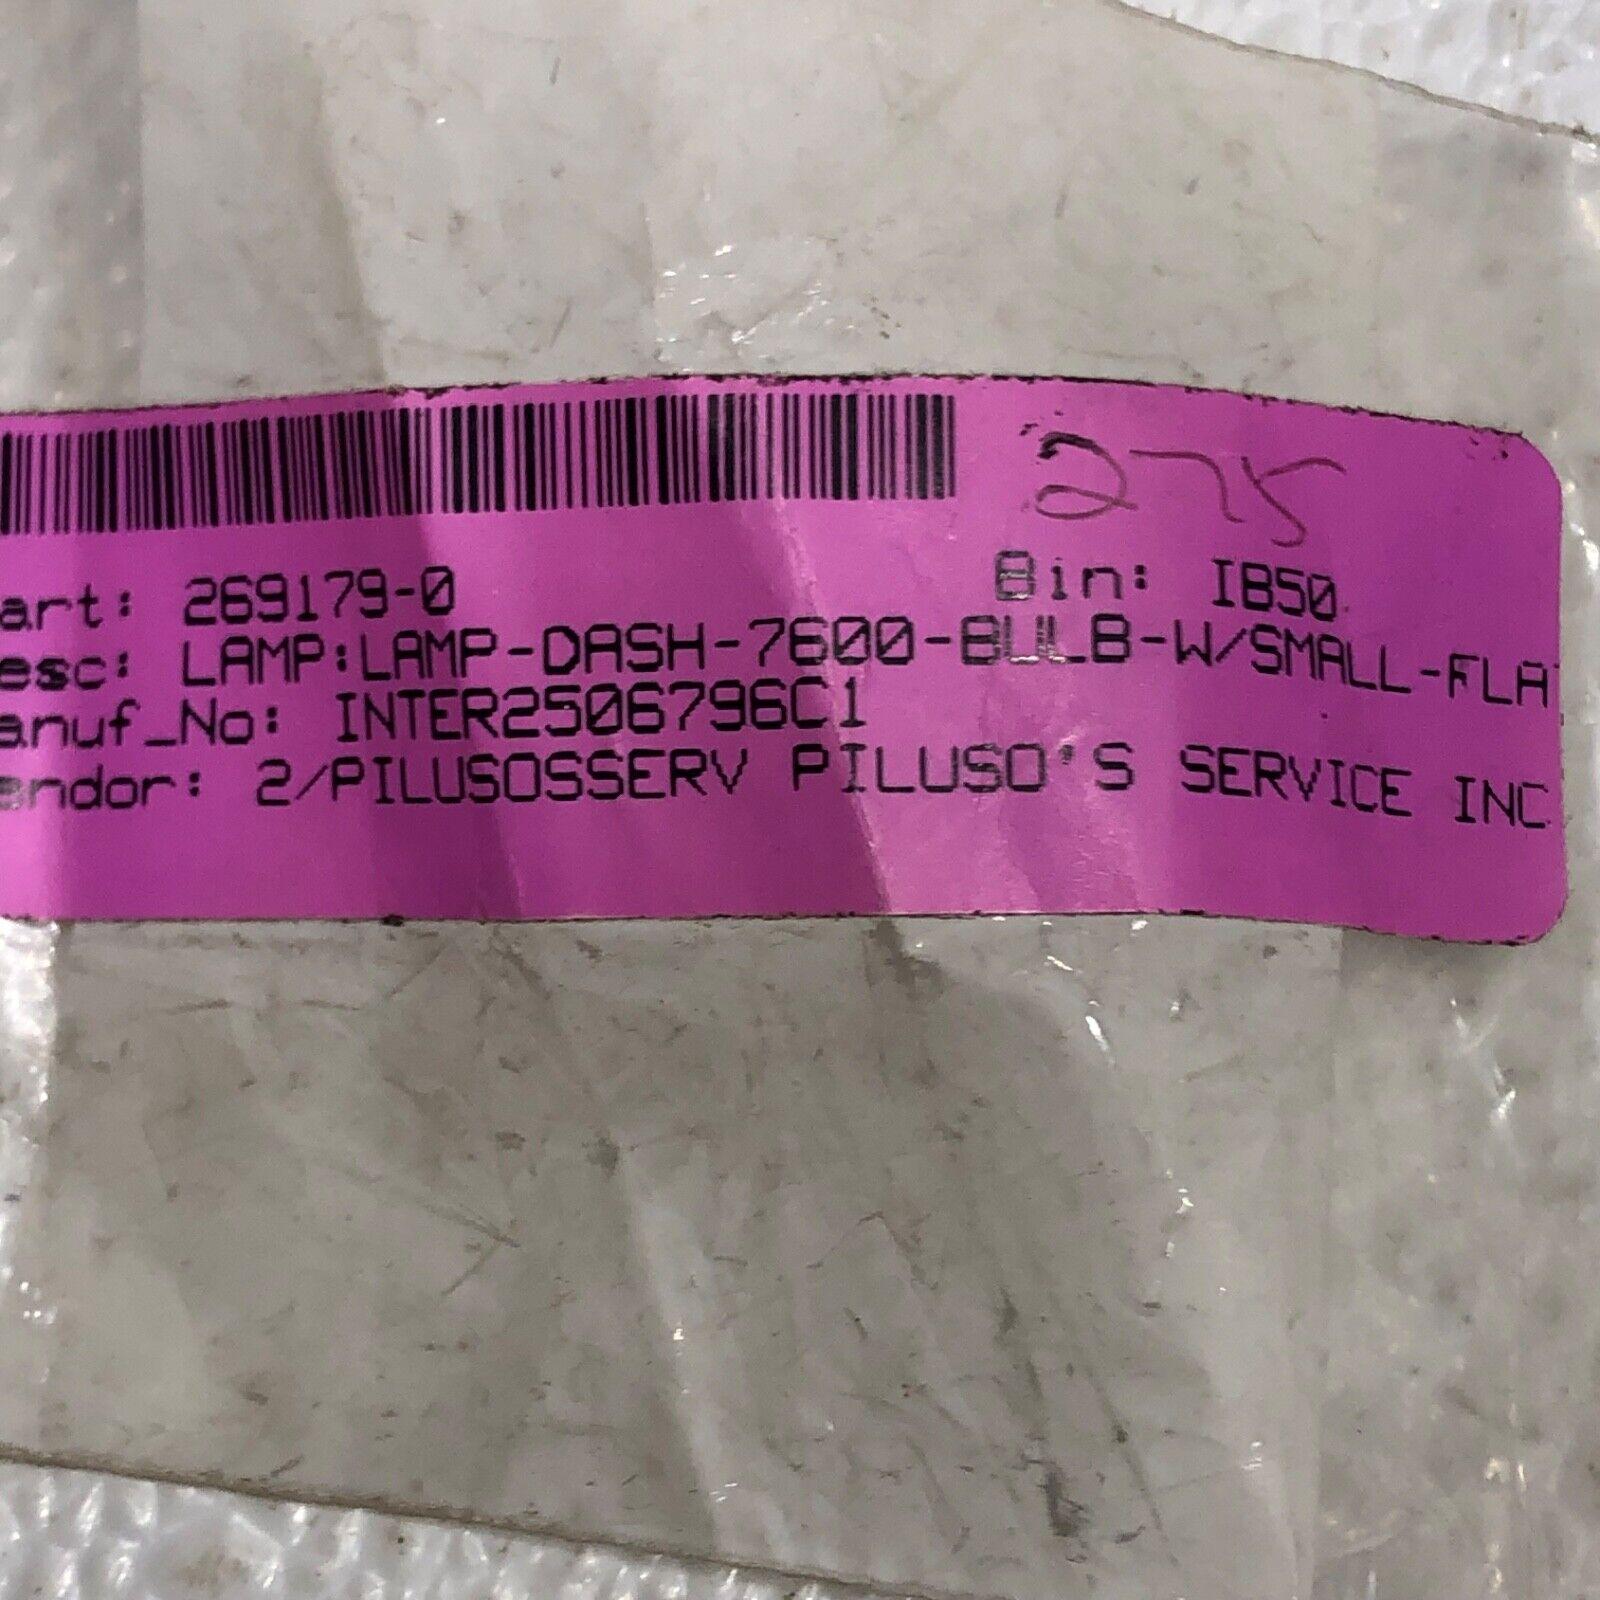 275
art: 269179-0 Bin: IB50
esc: LAMP:LAMP-DASH-7600-BULB-W/SMALL-FLA
anuf_No: INTER2506796C1
endor: 2/PILUSOSSERV PILUSO'S SERVICE INC